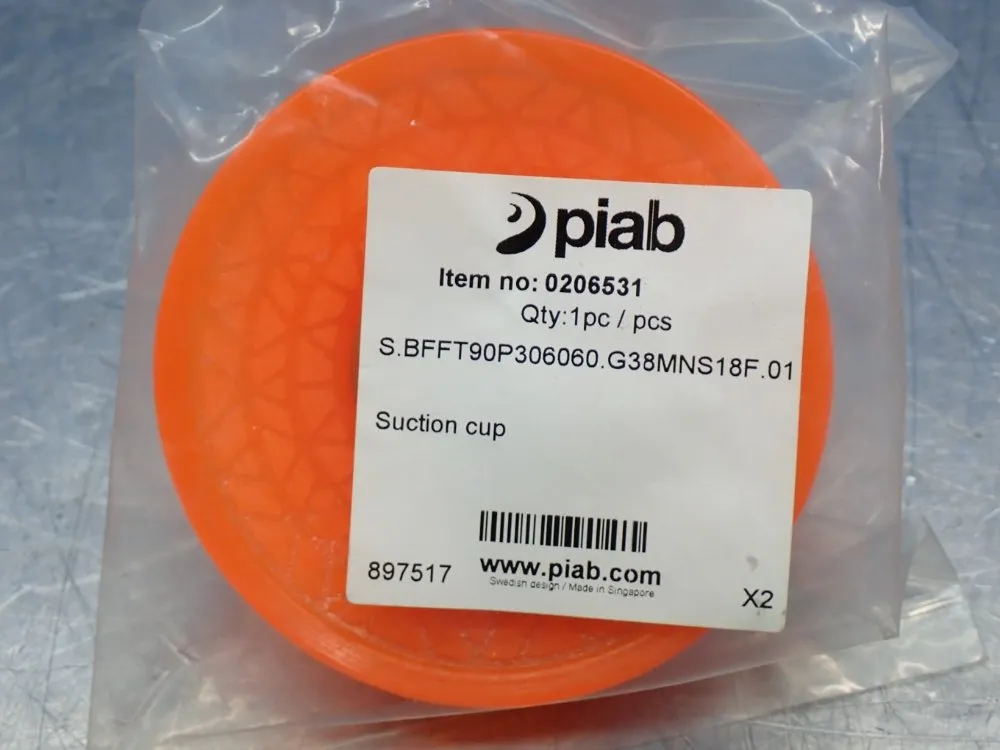 piab
Item no: 0206531
Qty:1pc / pcs
S.BFFT90P306060.G38MNS18F.01
Suction cup
897517
www.piab.com
Swedish design / Made in Singapore
X2